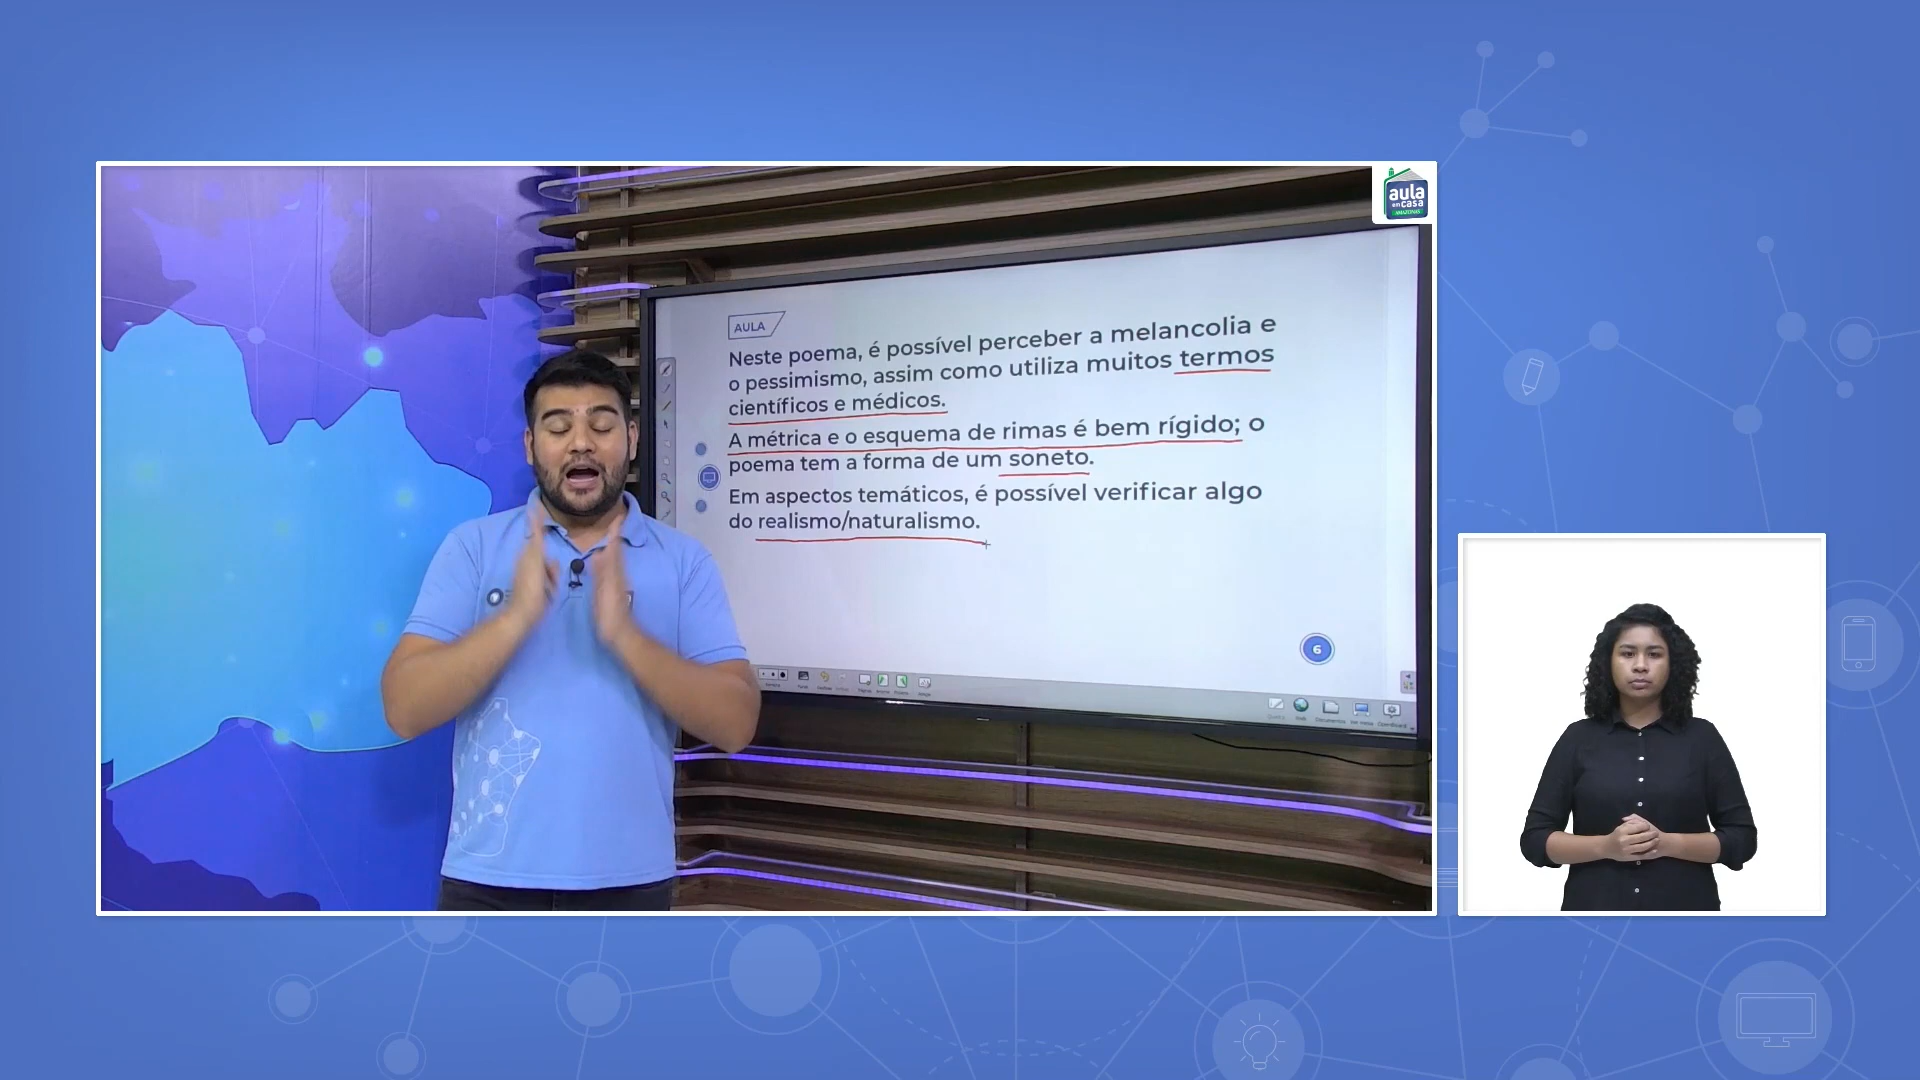 aula
em casa
AMAZONAS
AULA
Neste poema, é possível perceber a melancolia e
o pessimismo, assim como utiliza muitos termos
científicos e médicos.
A métrica e o esquema de rimas é bem rígido; o
poema tem a forma de um soneto.
Em aspectos temáticos, é possível verificar algo
do realismo/naturalismo.
6